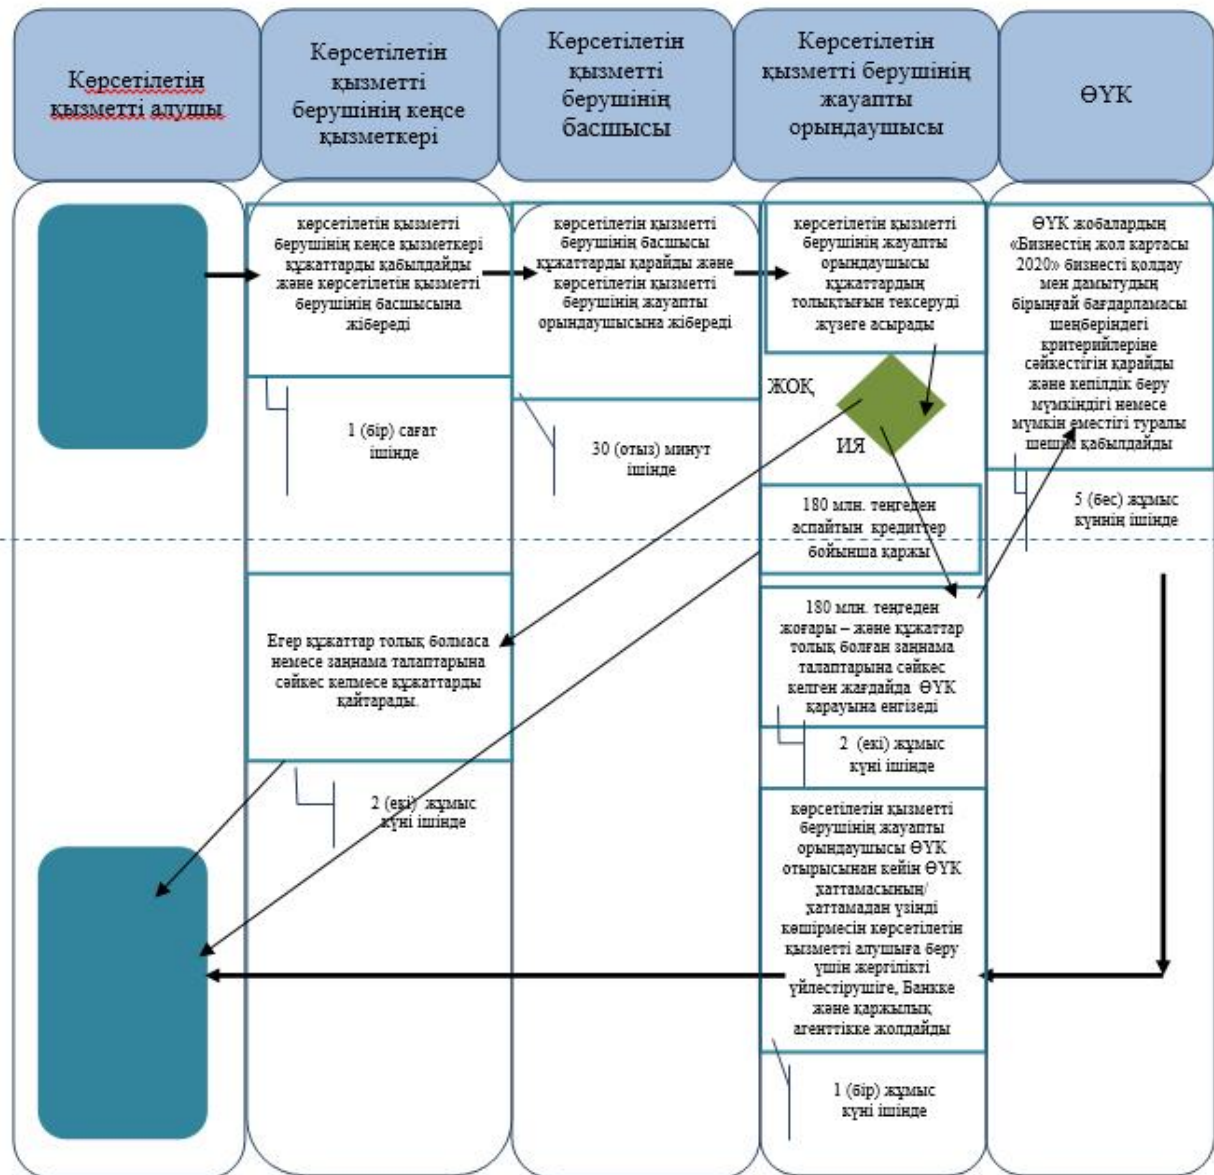 Көрсетілетін
қызметті алушы
Көрсетілетін
қызметті
берушінің кеңсе
қызметкері
Көрсетілетін
қызметті
берушінің
басшысы
Көрсетілетін
қызметті берушінің
жауапты
орындаушысы
ӨҮК
көрсетілетін қызметті
берушінің кеңсе қызметкері
құжаттарды қабылдайды
және көрсетілетін қызметті
берушінің басшысына
жібереді
көрсетілетін қызметті
берушінің басшысы
құжаттарды қарайды және
көрсетілетін қызметті
берушінің жауапты
орындаушысына жібереді
көрсетілетін қызметті
берушінің жауапты
орындаушысы
құжаттардың
толықтығын тексеруді
жүзеге асырады
ӨҮК жобалардың
«Бизнестің жол картасы
2020» бизнесті қолдау
мен дамытудың
бірыңғай бағдарламасы
шеңберіндегі
критерийлеріне
сәйкестігін қарайды
және кепілдік беру
мүмкіндігі немесе
мүмкін еместігі туралы
шешім қабылдайды
ЖОҚ
ИЯ
1 (бір) сағат
ішінде
30 (отыз) минут
ішінде
5 (бес) жұмыс
күннің ішінде
180 млн. теңгеден
аспайтын кредиттер
бойынша қаржы
180 млн. теңгеден
жоғары – және құжаттар
толық болған заңнама
талаптарына сәйкес
келген жағдайда ӨҮК
қарауына енгізеді
Егер құжаттар толық болмаса
немесе заңнама талаптарына
сәйкес келмесе құжаттарды
қайтарады.
2 (екі) жұмыс
күні ішінде
2 (екі) жұмыс
күні ішінде
көрсетілетін қызметті
берушінің жауапты
орындаушысы ӨҮК
отырысынан кейін ӨҮК
хаттамасының/
хаттамадан үзінді
көшірмесін көрсетілетін
қызметті алушыға беру
үшін жергілікті
үйлестірушіге, Банкке
және қаржылық
агенттікке жолдайды
1 (бір) жұмыс
күні ішінде